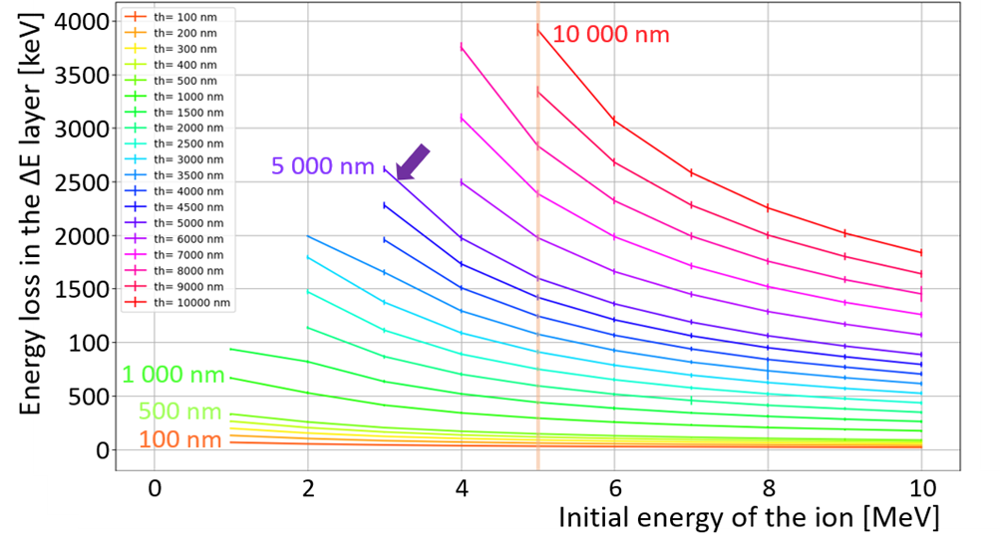 Energy loss in the ΔE layer [keV]
4000
3500
3000
2500
2000
1500
100
500
0
th= 100 nm
th= 200 nm
th= 300 nm
th= 400 nm
th= 500 nm
th= 1000 nm
th= 1500 nm
th= 2000 nm
th= 2500 nm
th= 3000 nm
th= 3500 nm
th= 4000 nm
th= 4500 nm
th= 5000 nm
th= 6000 nm
th= 7000 nm
th= 8000 nm
th= 9000 nm
th= 10000 nm
10 000 nm
5 000 nm
1 000 nm
500 nm
100 nm
0 2 4 6 8 10
Initial energy of the ion [MeV]